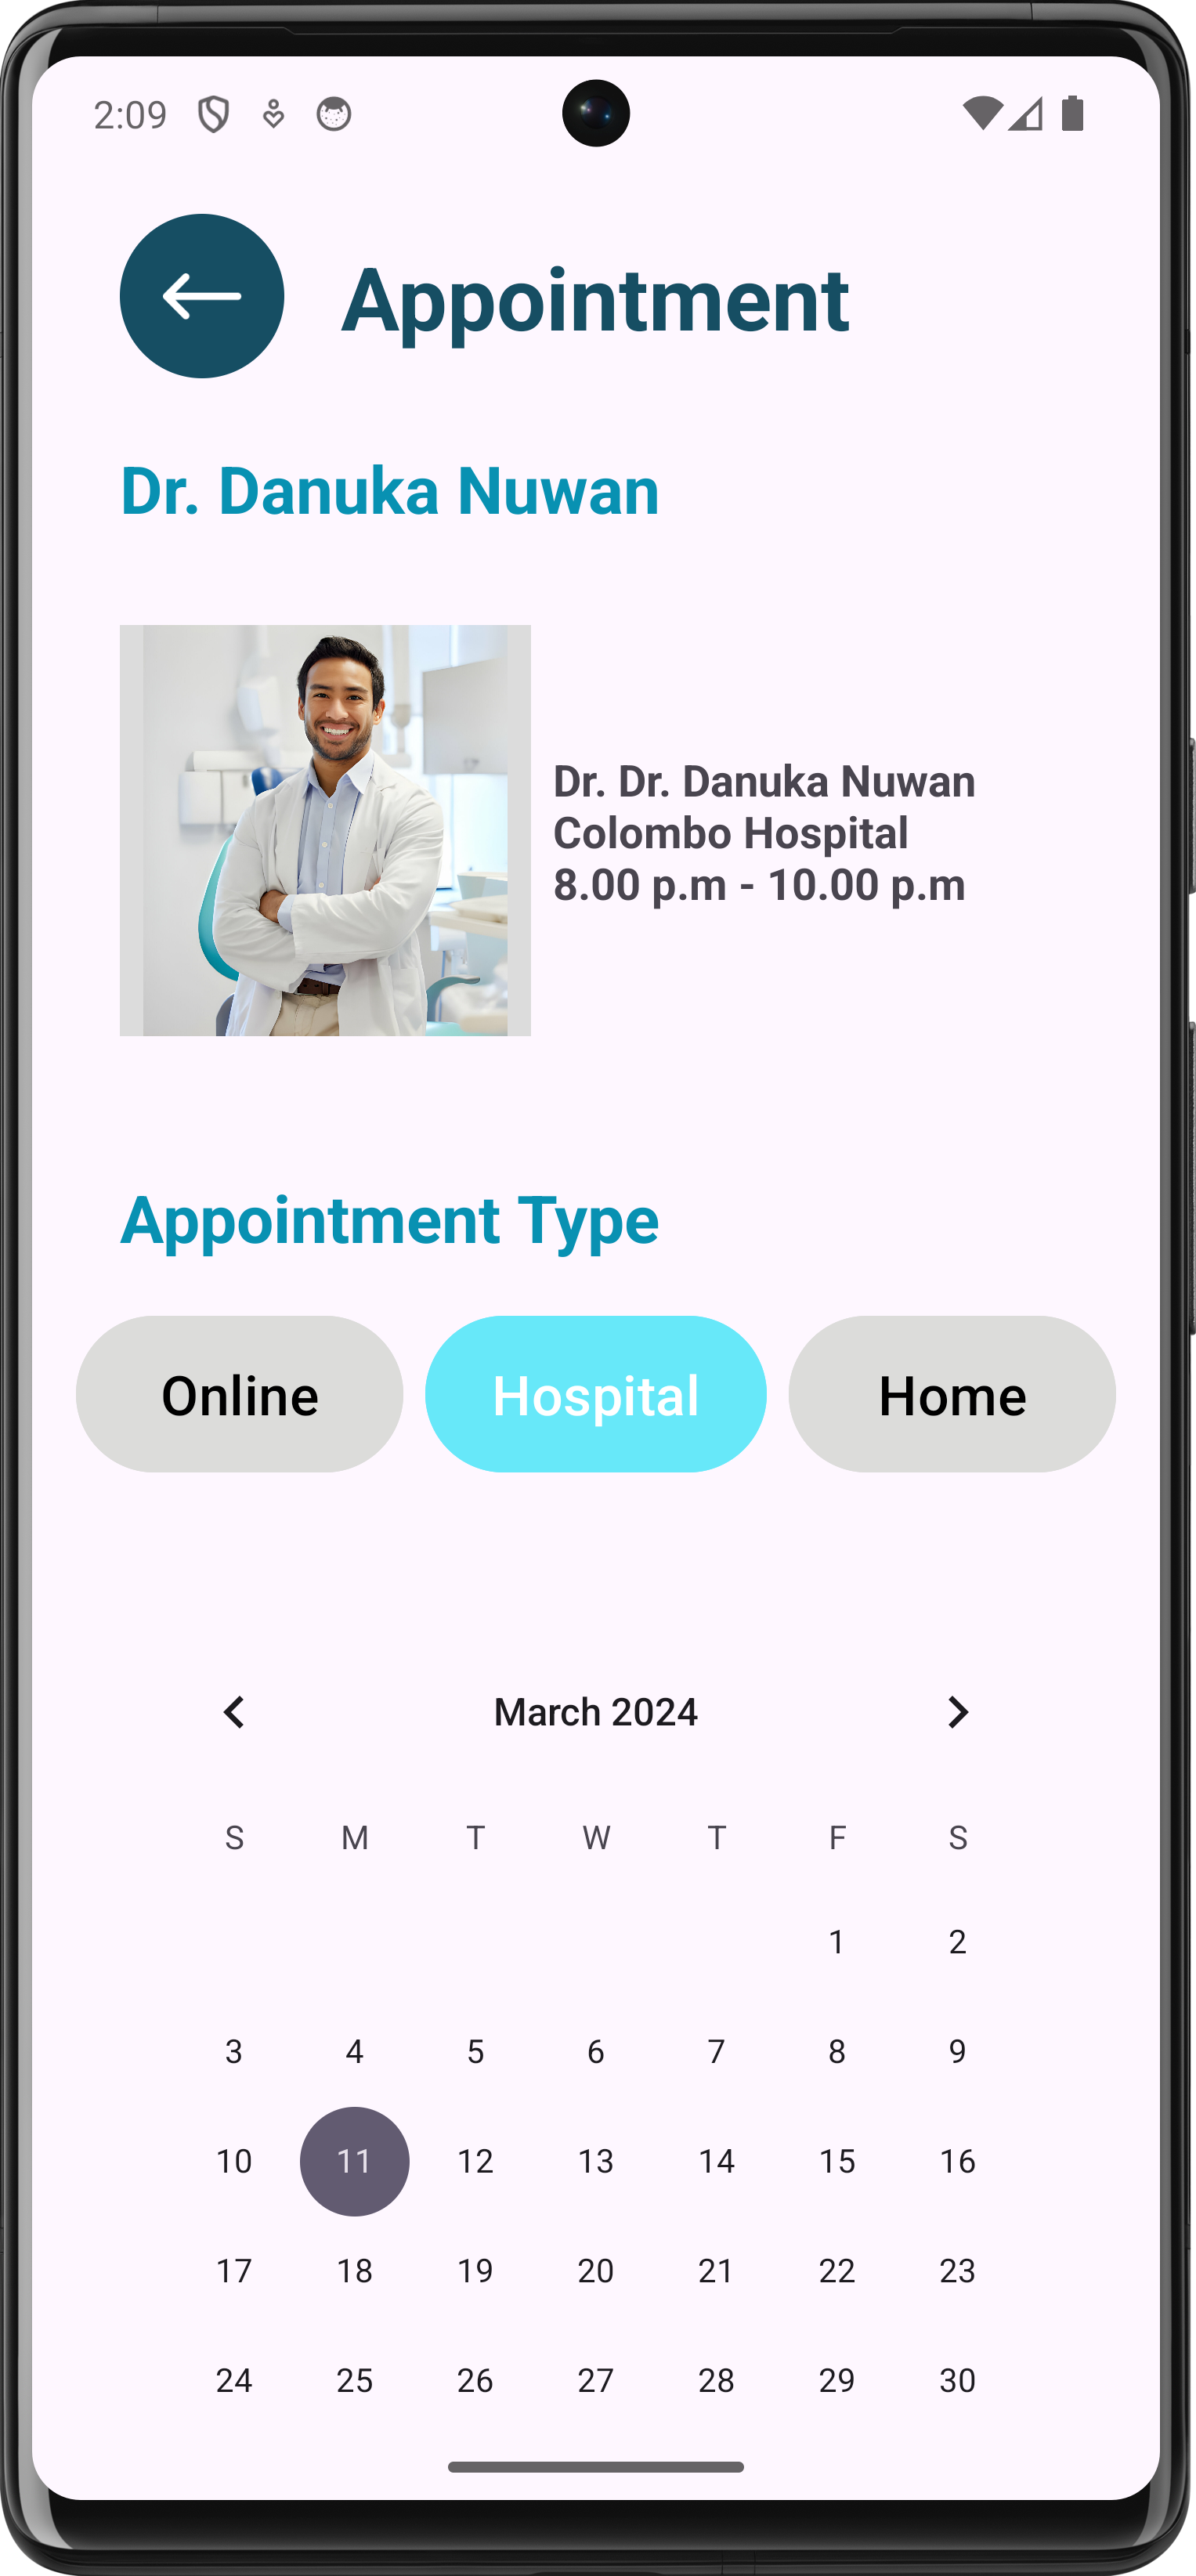 2:09
Appointment
Dr. Danuka Nuwan
Dr. Dr. Danuka Nuwan
Colombo Hospital
8.00 p.m - 10.00 p.m
Appointment Type
Online Hospital Home
March 2024
S M T W T F S
1 2
3 4 5 6 7 8 9
10 11 12 13 14 15 16
17 18 19 20 21 22 23
24 25 26 27 28 29 30